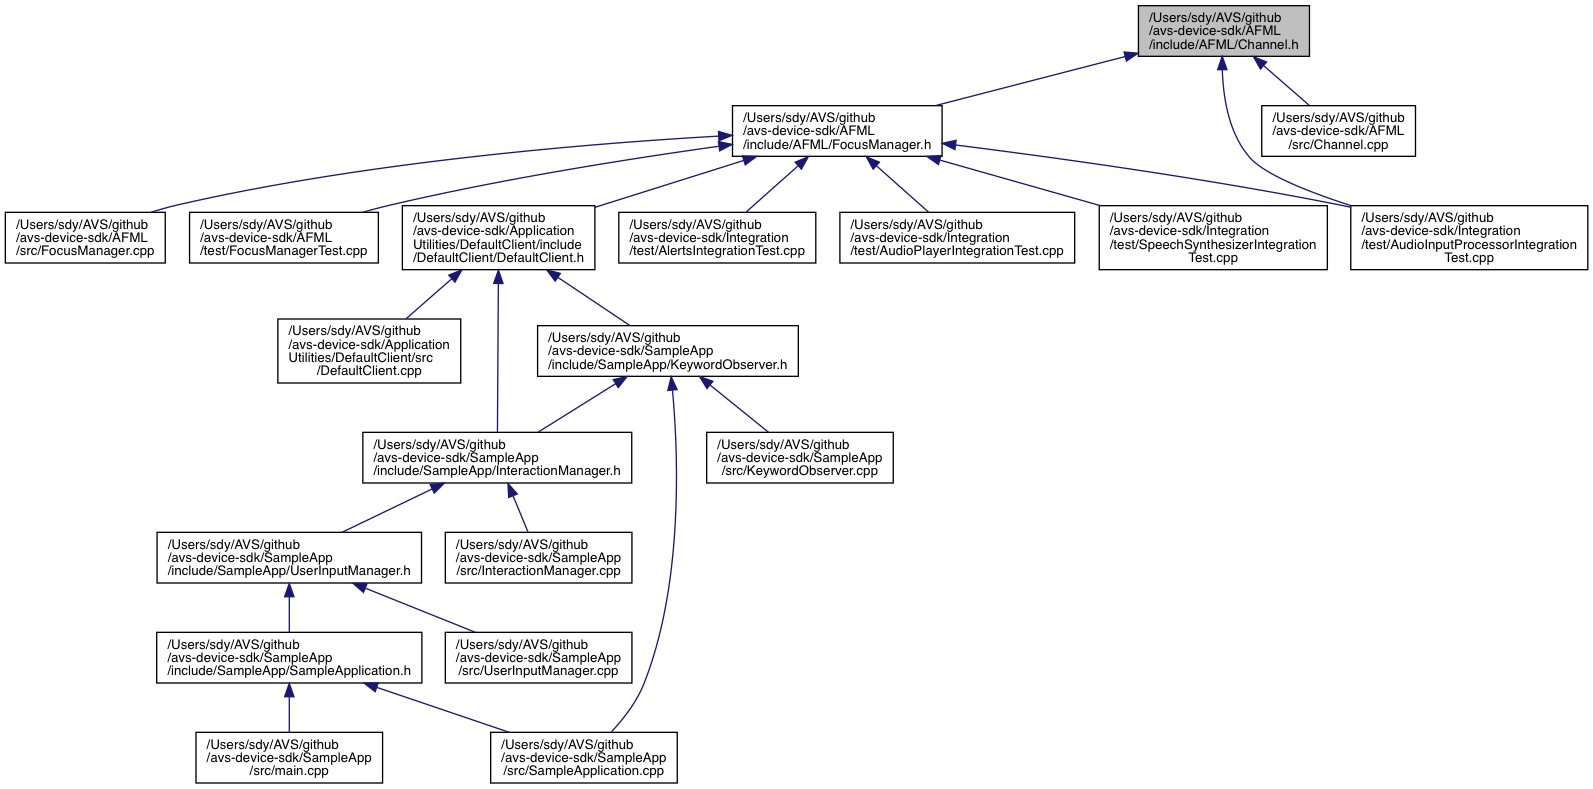 /Users/sdy/AVS/github
/avs-device-sdk/AFML
/include/AFML/Channel.h
/Users/sdy/AVS/github
/avs-device-sdk/AFML
/include/AFML/FocusManager.h
/Users/sdy/AVS/github
/avs-device-sdk/AFML
/src/Channel.cpp
/Users/sdy/AVS/github
/avs-device-sdk/AFML
/src/FocusManager.cpp
/Users/sdy/AVS/github
/avs-device-sdk/AFML
/test/FocusManagerTest.cpp
/Users/sdy/AVS/github
/avs-device-sdk/Application
Utilities/DefaultClient/include
/DefaultClient/DefaultClient.h
/Users/sdy/AVS/github
/avs-device-sdk/Integration
/test/AlertsIntegrationTest.cpp
/Users/sdy/AVS/github
/avs-device-sdk/Integration
/test/AudioPlayerIntegrationTest.cpp
/Users/sdy/AVS/github
/avs-device-sdk/Integration
/test/SpeechSynthesizerIntegration
Test.cpp
/Users/sdy/AVS/github
/avs-device-sdk/Integration
/test/AudioInputProcessorIntegration
Test.cpp
/Users/sdy/AVS/github
/avs-device-sdk/Application
Utilities/DefaultClient/src
/DefaultClient.cpp
/Users/sdy/AVS/github
/avs-device-sdk/SampleApp
/include/SampleApp/KeywordObserver.h
/Users/sdy/AVS/github
/avs-device-sdk/SampleApp
/include/SampleApp/InteractionManager.h
/Users/sdy/AVS/github
/avs-device-sdk/SampleApp
/src/KeywordObserver.cpp
/Users/sdy/AVS/github
/avs-device-sdk/SampleApp
/include/SampleApp/UserInputManager.h
/Users/sdy/AVS/github
/avs-device-sdk/SampleApp
/src/InteractionManager.cpp
/Users/sdy/AVS/github
/avs-device-sdk/SampleApp
/include/SampleApp/SampleApplication.h
/Users/sdy/AVS/github
/avs-device-sdk/SampleApp
/src/UserInputManager.cpp
/Users/sdy/AVS/github
/avs-device-sdk/SampleApp
/src/main.cpp
/Users/sdy/AVS/github
/avs-device-sdk/SampleApp
/src/SampleApplication.cpp